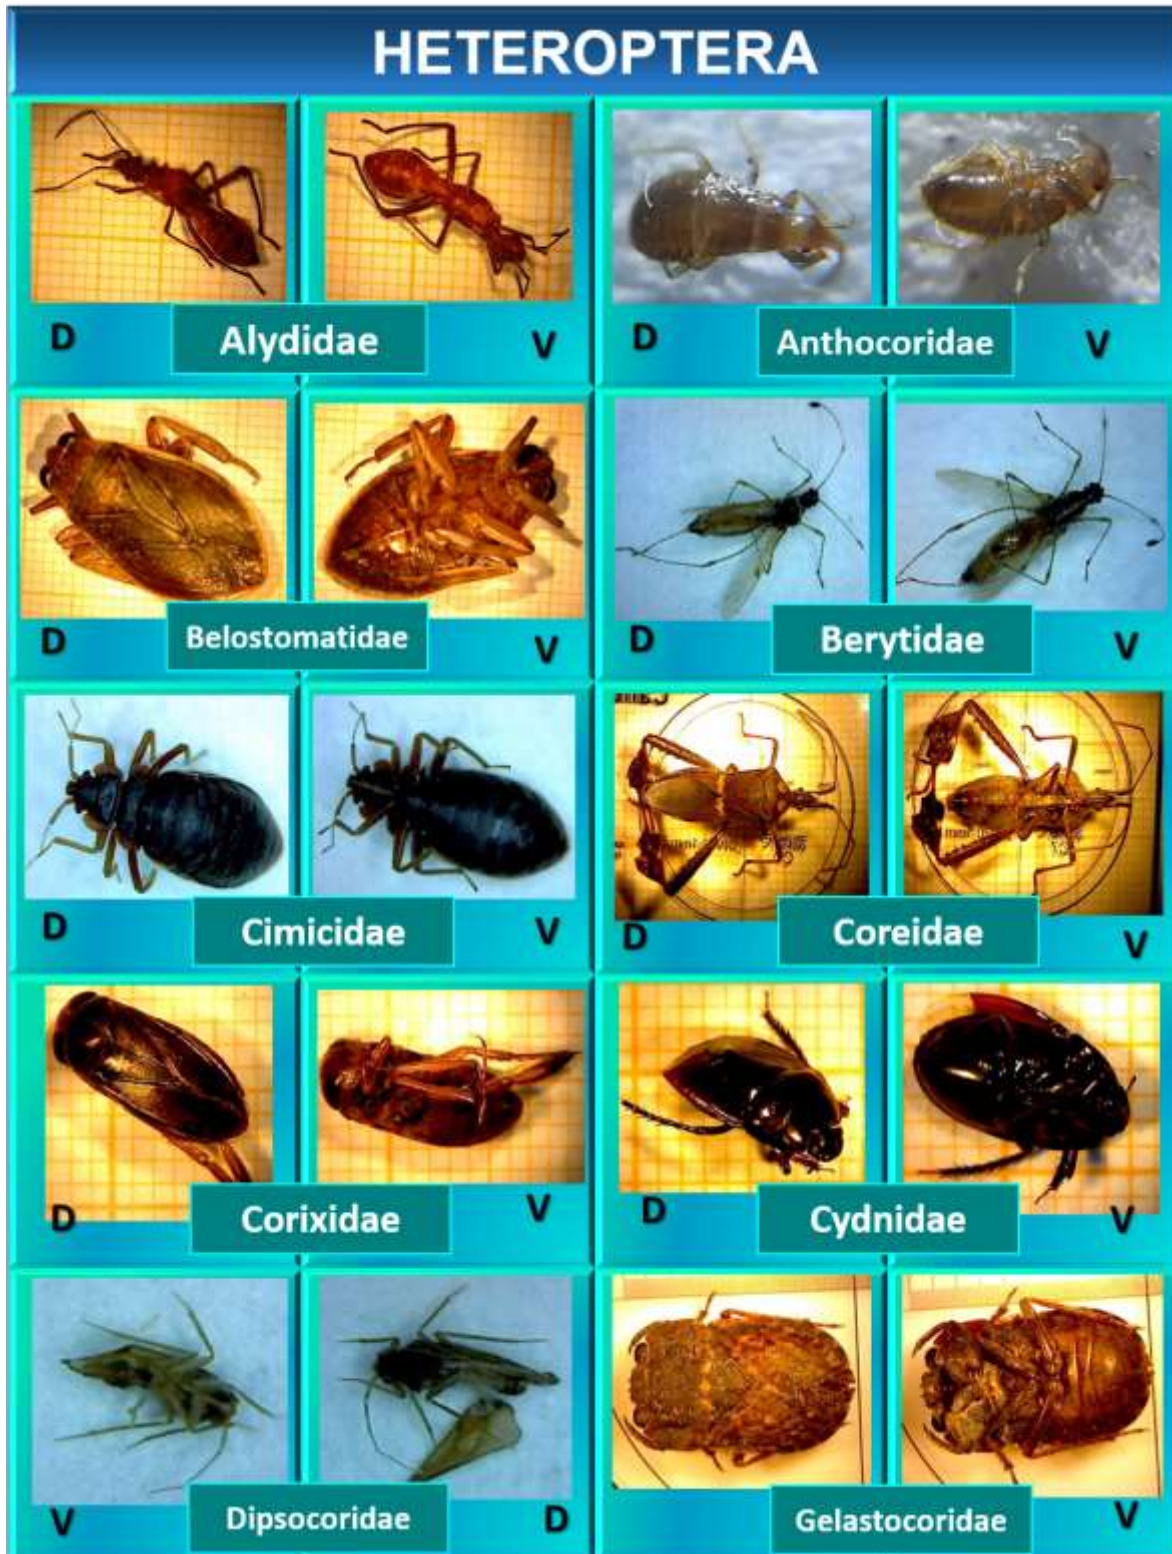 HETEROPTERA
D Alydidae V
D Anthocoridae V
D Belostomatidae V
D Berytidae V
D Cimicidae V
D Coreidae V
D Corixidae V
D Cydnidae V
V Dipsocoridae D
Gelastocoridae V